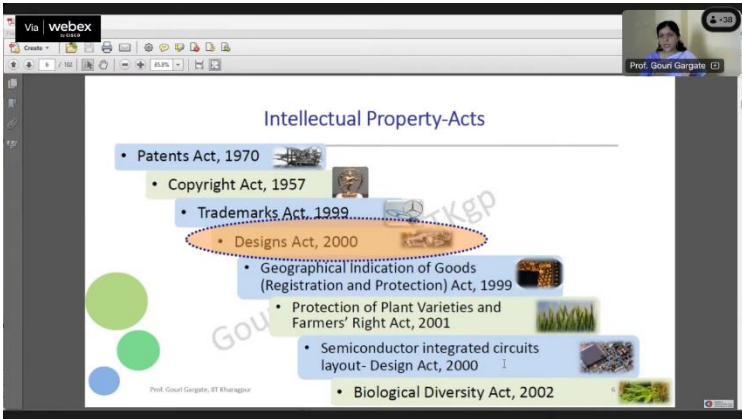 Via webex
by CISCO
+38
Create
6 / 102
65.8%
Prof. Gouri Gargate
Intellectual Property-Acts
• Patents Act, 1970
• Copyright Act, 1957
• Trademarks Act, 1999
• Designs Act, 2000
• Geographical Indication of Goods
(Registration and Protection) Act, 1999
• Protection of Plant Varieties and
Farmers' Right Act, 2001
• Semiconductor integrated circuits
layout- Design Act, 2000
• Biological Diversity Act, 2002
Prof. Gouri Gargate, IIT Kharagpur
6